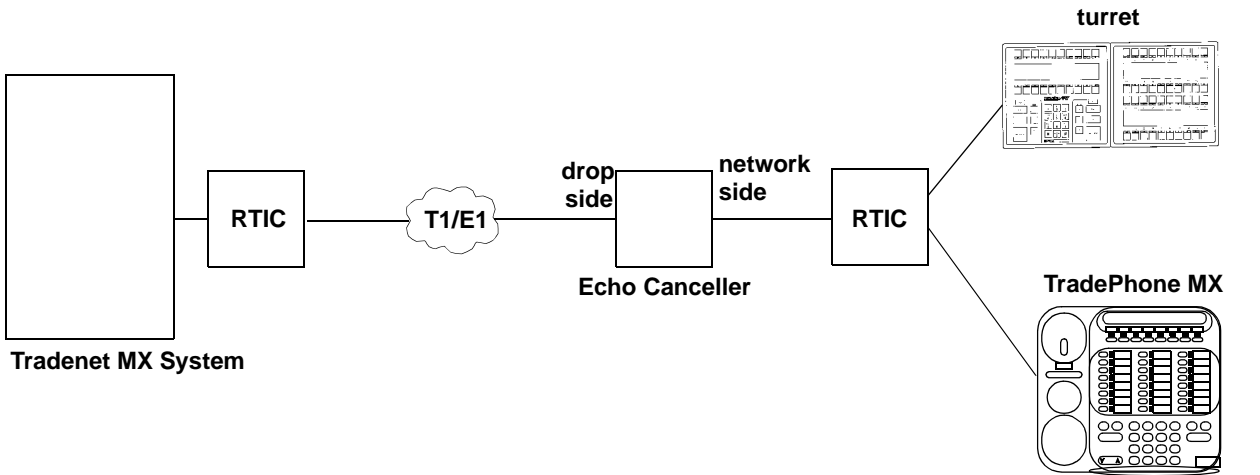 turret
drop
side
network
side
RTIC
T1/E1
RTIC
Echo Canceller
TradePhone MX
Tradenet MX System